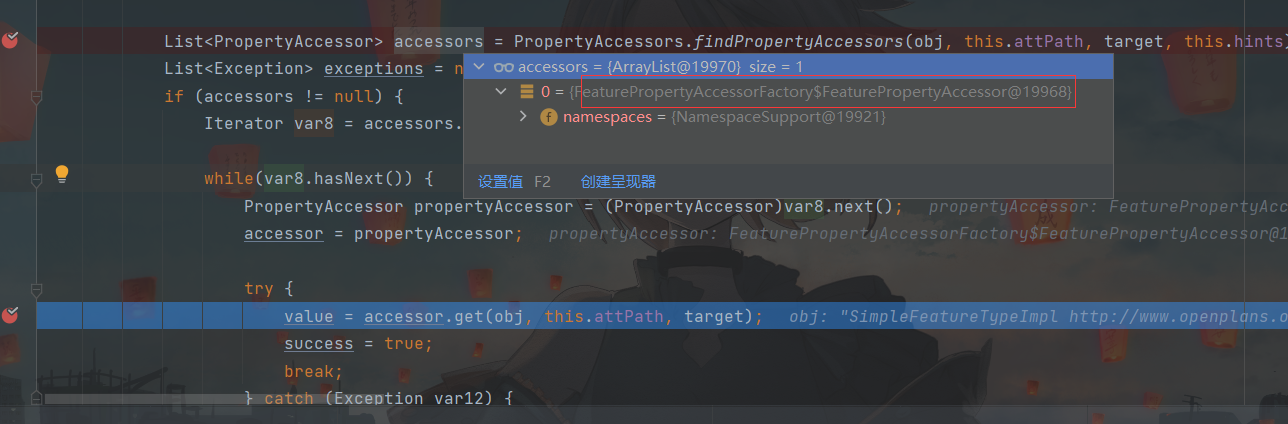 List<PropertyAccessor> accessors = PropertyAccessors.findPropertyAccessors(obj, this.attPath, target, this.hints)
List<Exception> exceptions = n
accessors = {ArrayList@19970} size = 1
0 = {FeaturePropertyAccessorFactory$FeaturePropertyAccessor@19968}
namespaces = {NamespaceSupport@19921}
设置值 F2 创建呈现器
if (accessors != null) {
Iterator var8 = accessors.
while(var8.hasNext()) {
PropertyAccessor propertyAccessor = (PropertyAccessor)var8.next(); propertyAccessor: FeaturePropertyAcc
accessor = propertyAccessor; propertyAccessor: FeaturePropertyAccessorFactory$FeaturePropertyAccessor@1
try {
value = accessor.get(obj, this.attPath, target); obj: "SimpleFeatureTypeImpl http://www.openplans.o
success = true;
break;
} catch (Exception var12) {